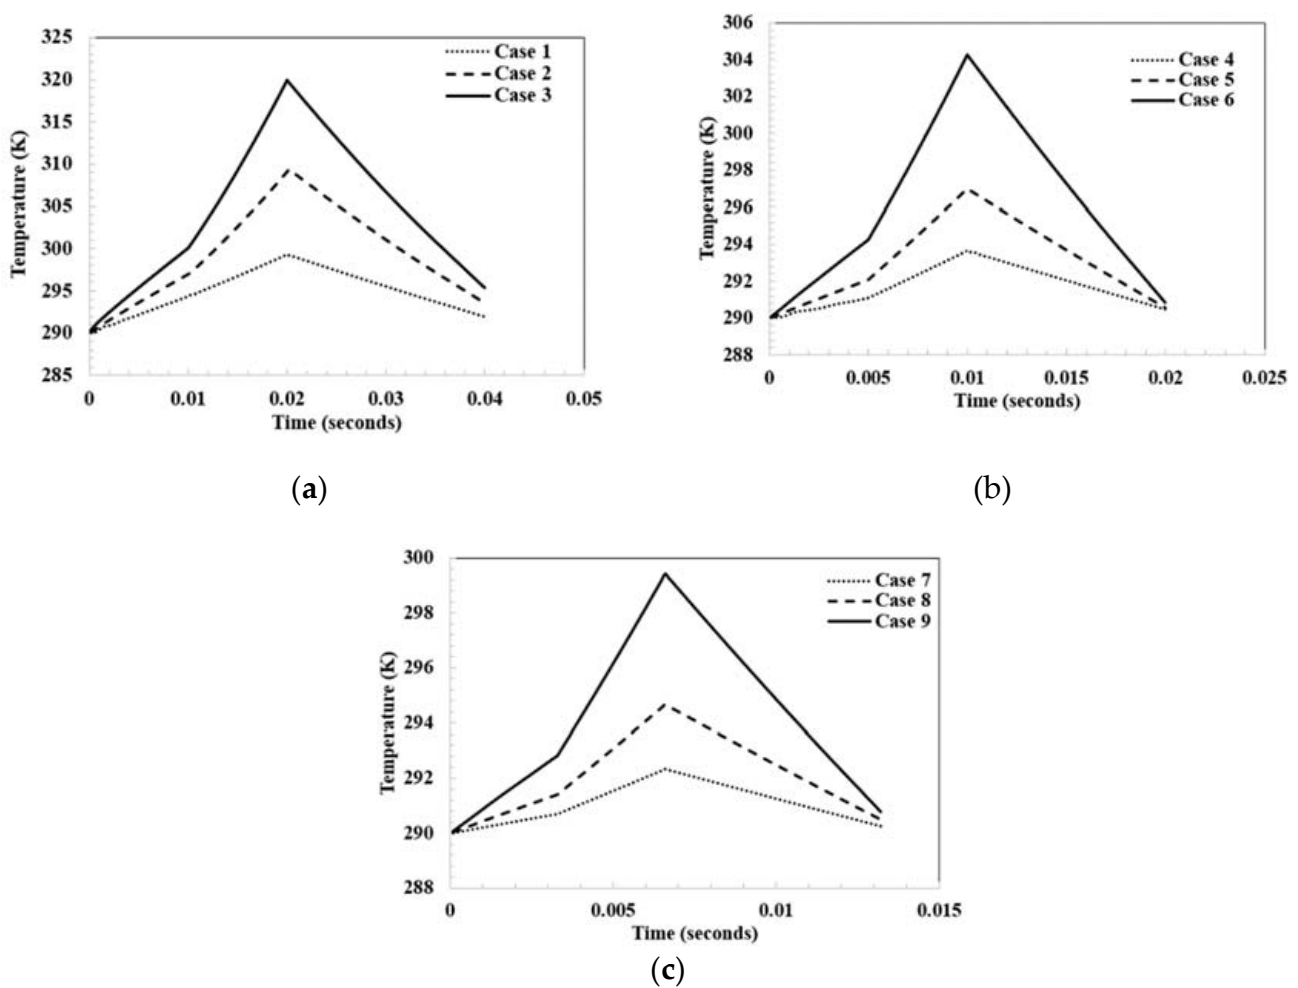 325
320
315
310
305
300
295
290
285
Temperature (K)
Case 1
Case 2
Case 3
0 0.01 0.02 0.03 0.04 0.05
Time (seconds)
(a)
306
304
302
300
298
296
294
292
290
288
Temperature (K)
Case 4
Case 5
Case 6
0 0.005 0.01 0.015 0.02 0.025
Time (seconds)
(b)
300
298
296
294
292
290
288
Temperature (K)
Case 7
Case 8
Case 9
0 0.005 0.01 0.015
Time (seconds)
(c)